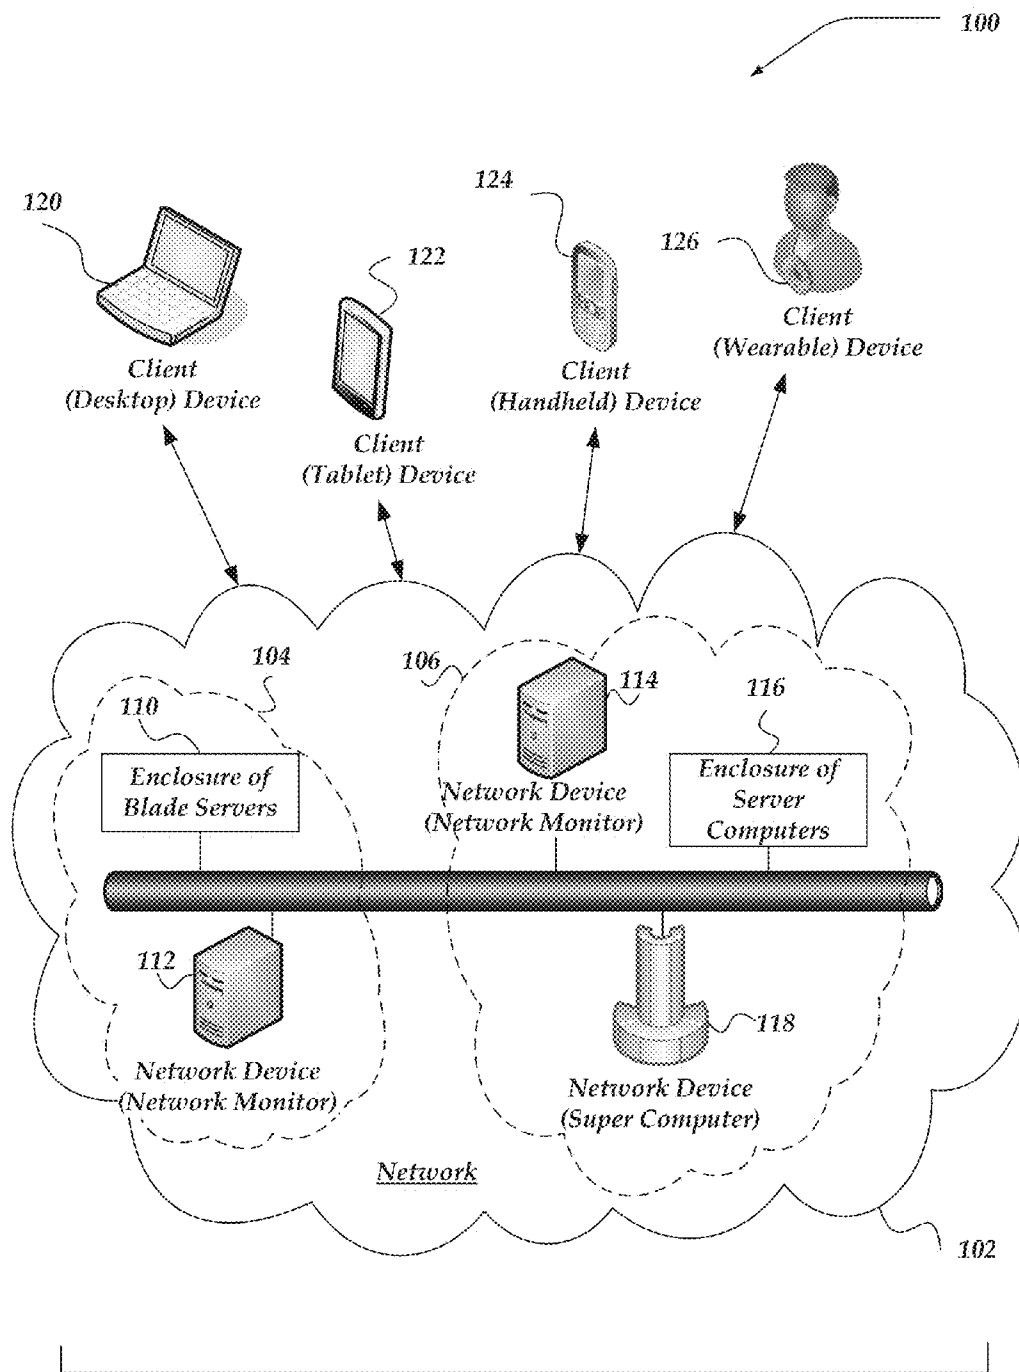 100
120
122
124
126
Client
(Desktop) Device
Client
(Tablet) Device
Client
(Handheld) Device
Client
(Wearable) Device
104
106
110
114
116
Enclosure of
Blade Servers
Network Device
(Network Monitor)
Enclosure of
Server
Computers
112
118
Network Device
(Network Monitor)
Network Device
(Super Computer)
Network
102